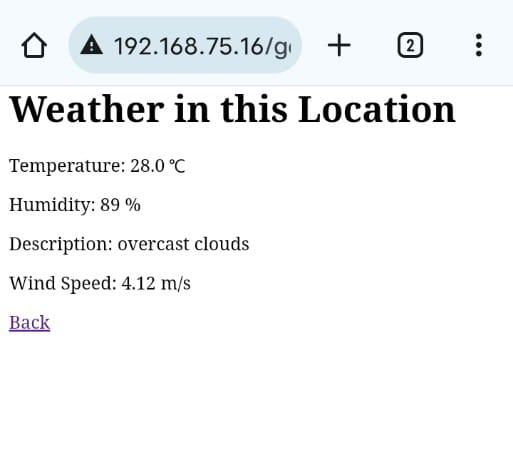 192.168.75.16/g
2
Weather in this Location
Temperature: 28.0 ℃
Humidity: 89 %
Description: overcast clouds
Wind Speed: 4.12 m/s
Back